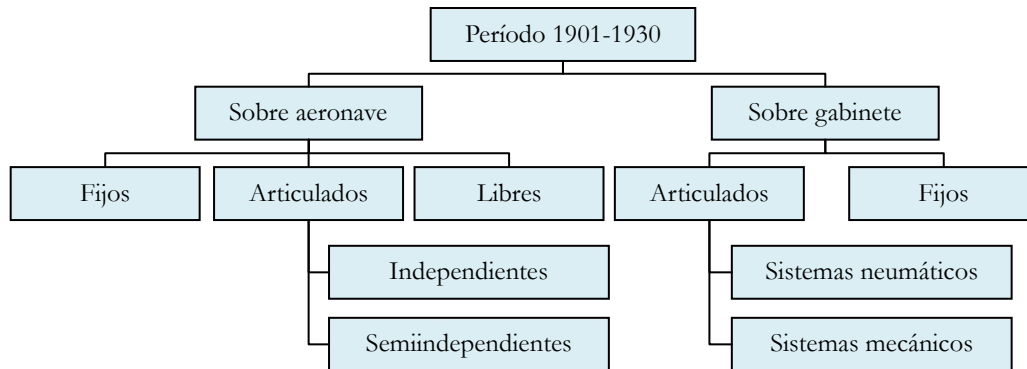 Período 1901-1930
Sobre aeronave
Sobre gabinete
Fijos
Articulados
Libres
Articulados
Fijos
Independientes
Sistemas neumáticos
Semiindependientes
Sistemas mecánicos